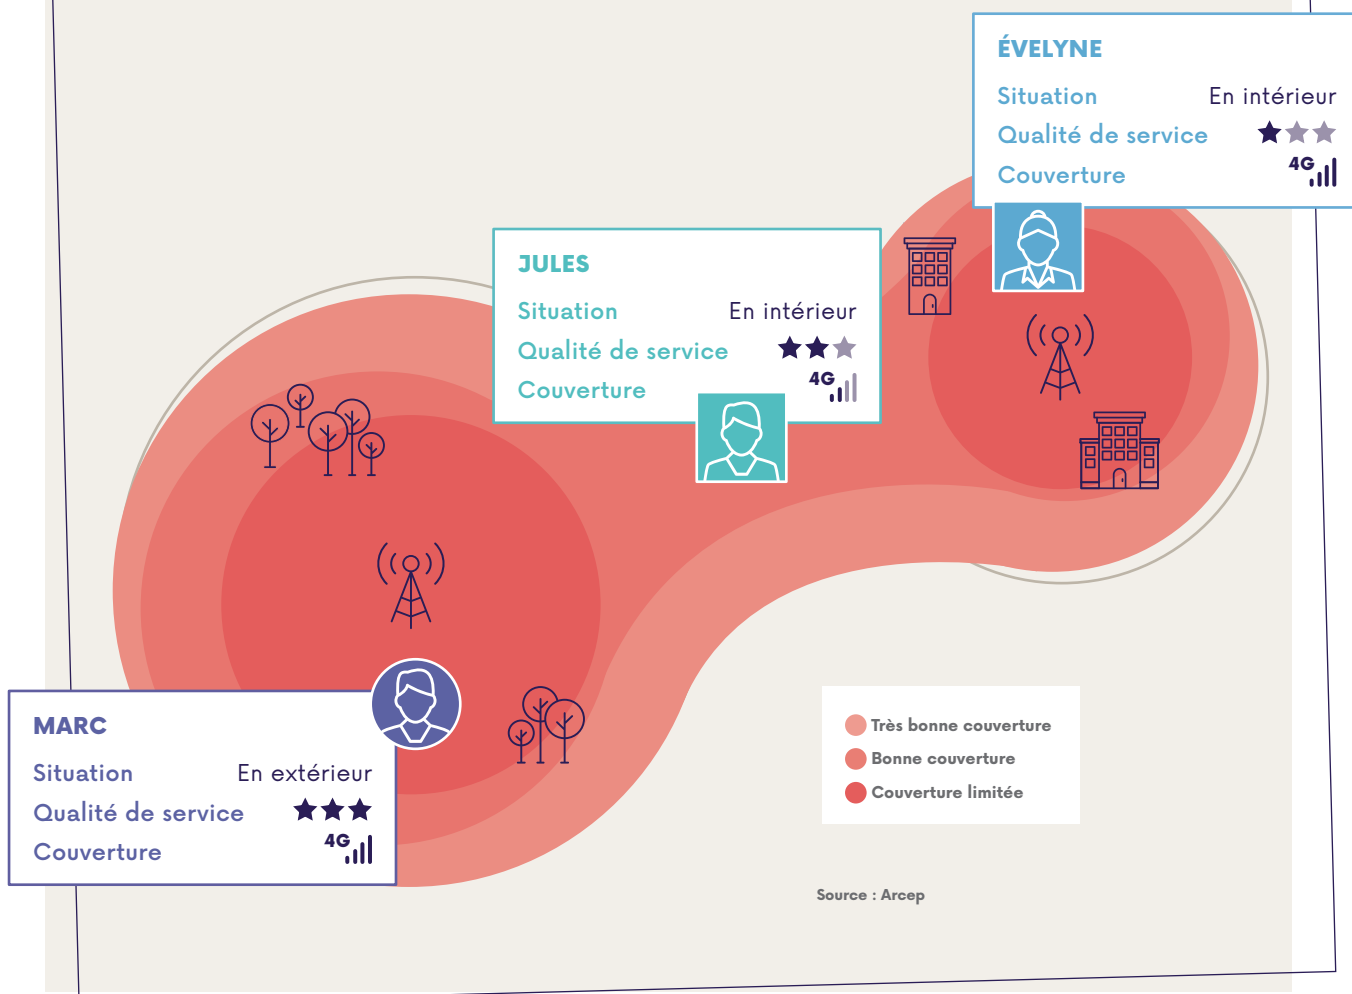 ÉVELYNE
Situation En intérieur
Qualité de service
Couverture 4G
JULES
Situation En intérieur
Qualité de service
Couverture 4G
MARC
Situation En extérieur
Qualité de service
Couverture 4G
Très bonne couverture
Bonne couverture
Couverture limitée
Source : Arcep